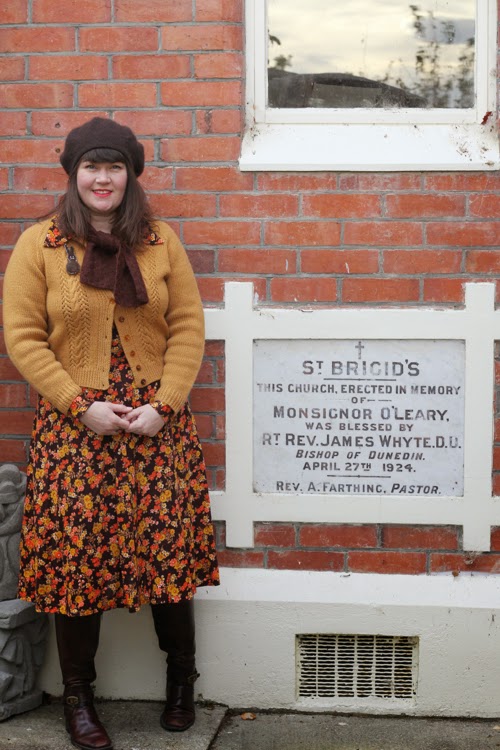 ST BRIGID'S
THIS CHURCH, ERECTED IN MEMORY
OF
MONSIGNOR O'LEARY,
WAS BLESSED BY
RT REV. JAMES WHYTE. D.D.
BISHOP OF DUNEDIN.
APRIL 27TH 1924.
REV. A. FARTHING, PASTOR.